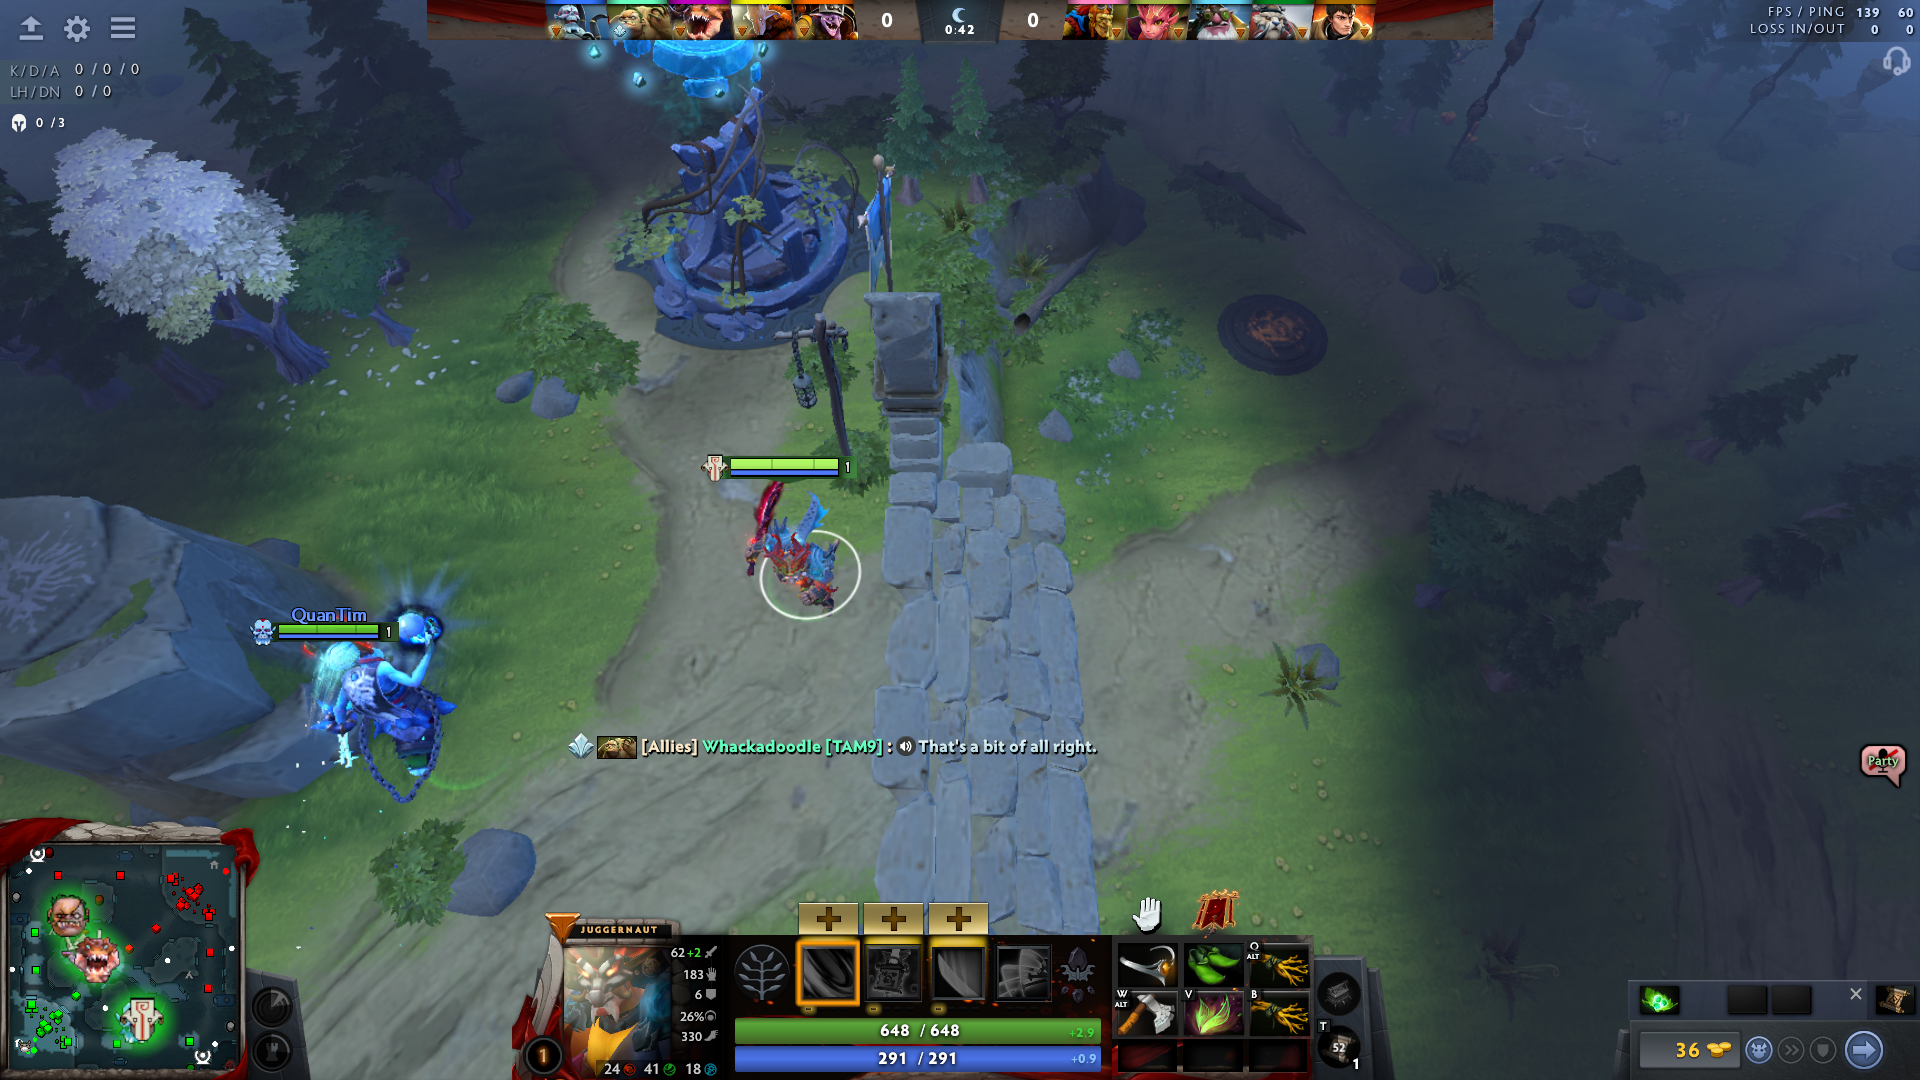 0
0:42
0
FPS / PING 139 60
LOSS IN/OUT 0 0
K/D/A 0 / 0 / 0
LH/DN 0 / 0
0 /3
1
QuanTim
1
[Allies] Whackadoodle [TAM9] : That's a bit of all right.
Party
JUGGERNAUT
62+2
183
6
26%
330
1
24 41 18
648 / 648
+2.9
291 / 291
+0.9
Q
ALT
W
ALT
V
B
T
52
1
36